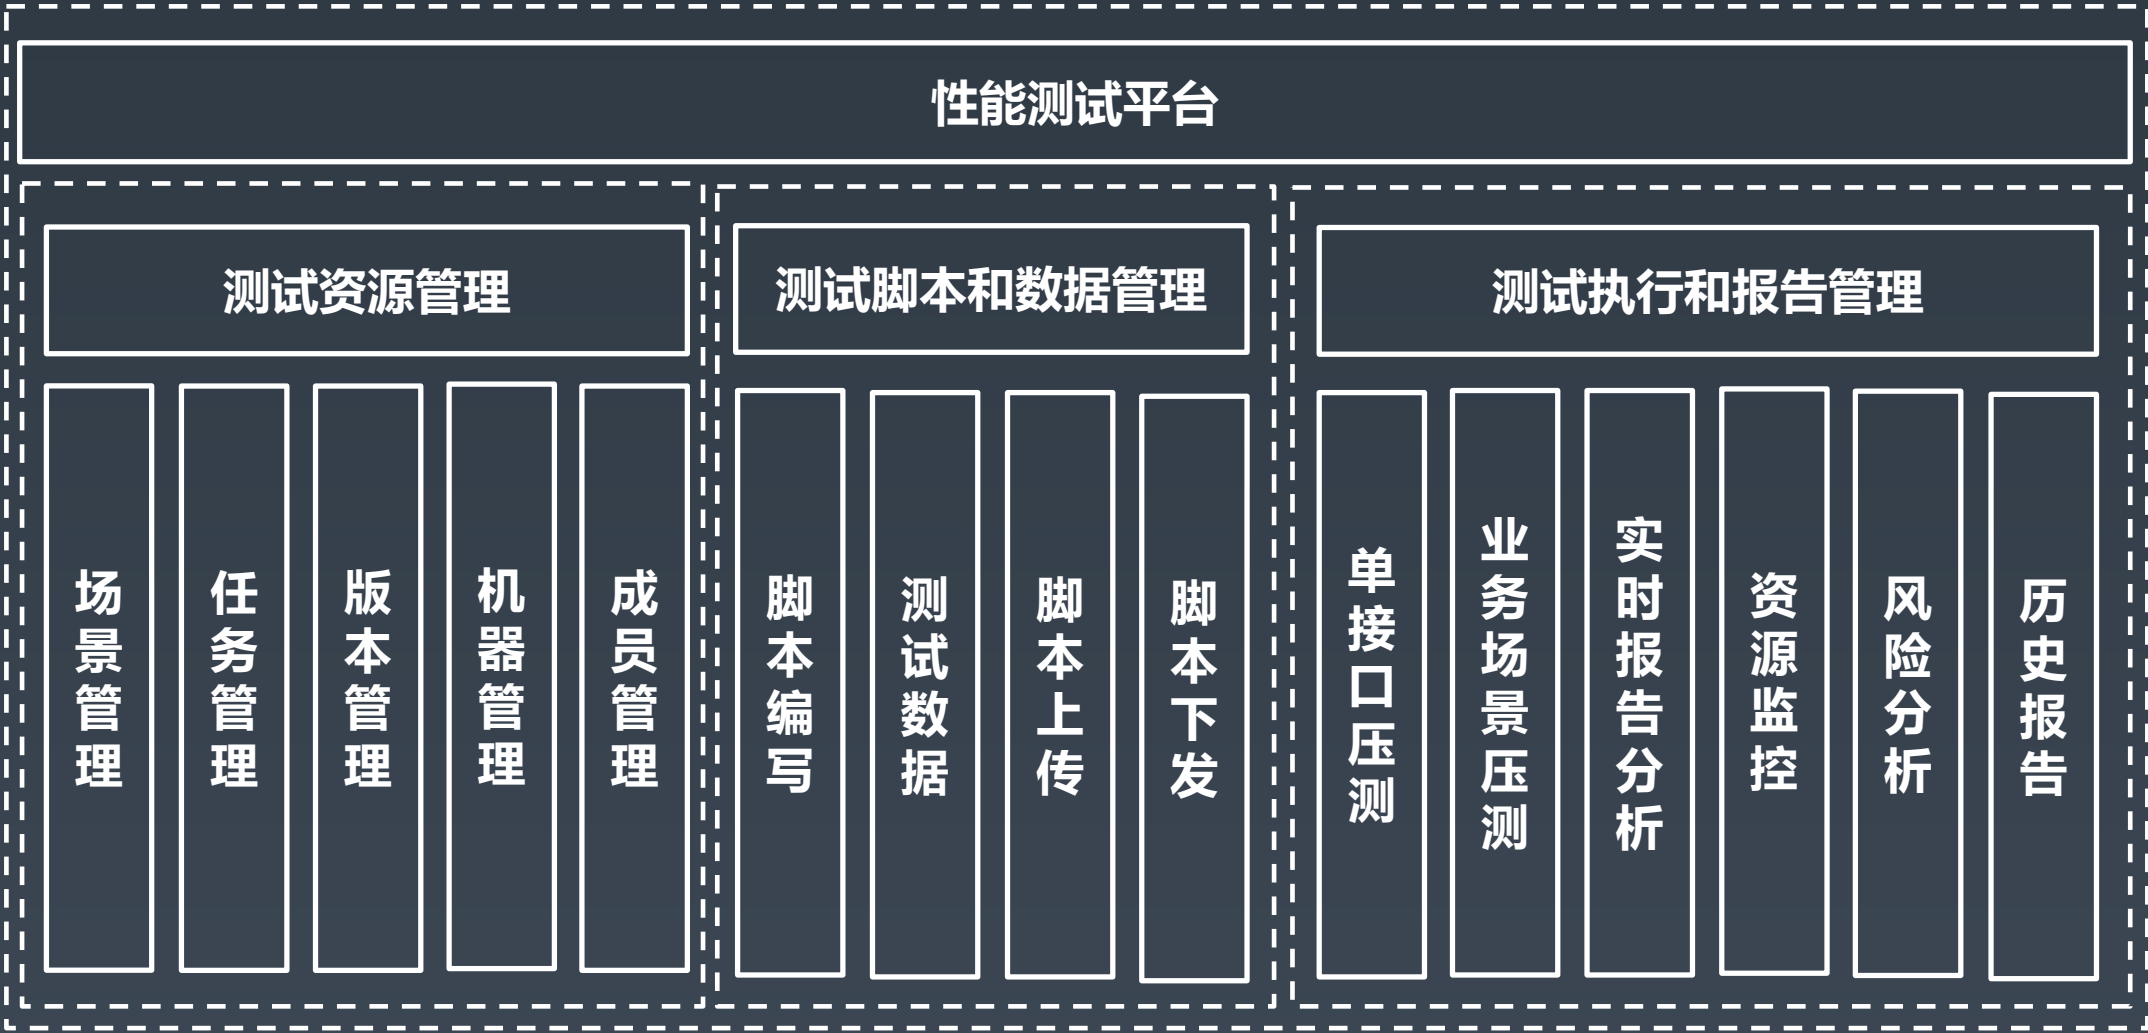 性能测试平台
测试资源管理
场景管理
任务管理
版本管理
机器管理
成员管理
测试脚本和数据管理
脚本编写
测试数据
脚本上传
脚本下发
测试执行和报告管理
单接口压测
业务场景压测
实时报告分析
资源监控
风险分析
历史报告